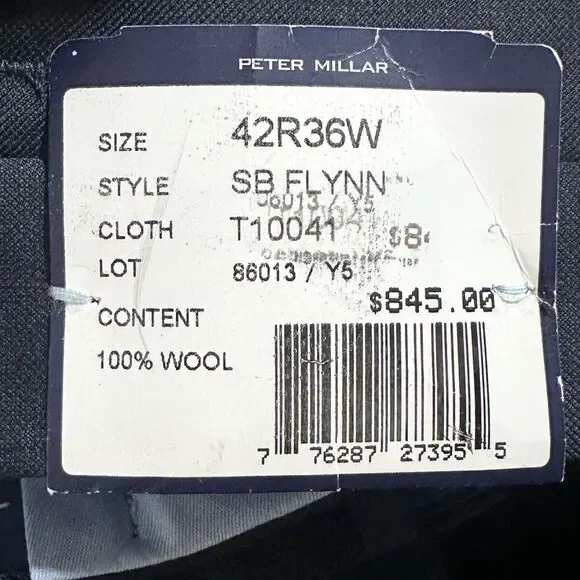 PETER MILLAR
SIZE 42R36W
STYLE SB FLYNN
CLOTH T10041
LOT 86013 / Y5
$845.00
CONTENT
100% WOOL
7 76287 27395 5